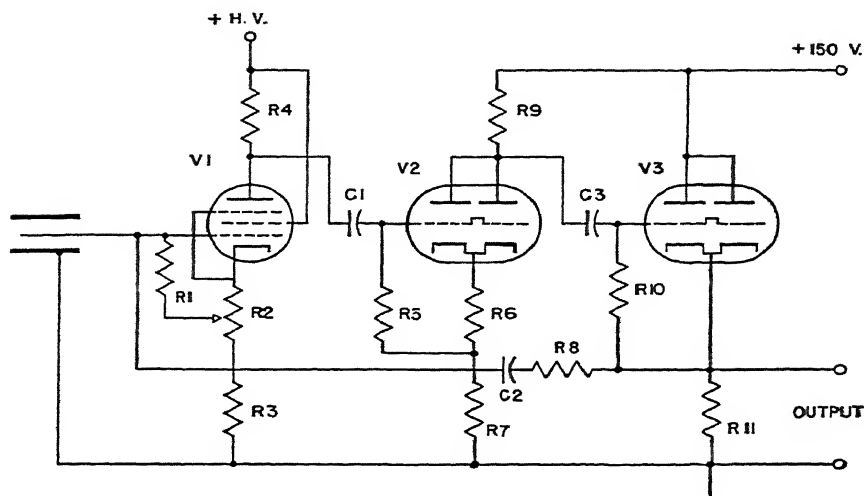 + H. V.
+150 V.
R4
R9
V1
V2
V3
C1
C3
R1
R2
R5
R6
R10
R8
C2
R3
R7
R11
OUTPUT